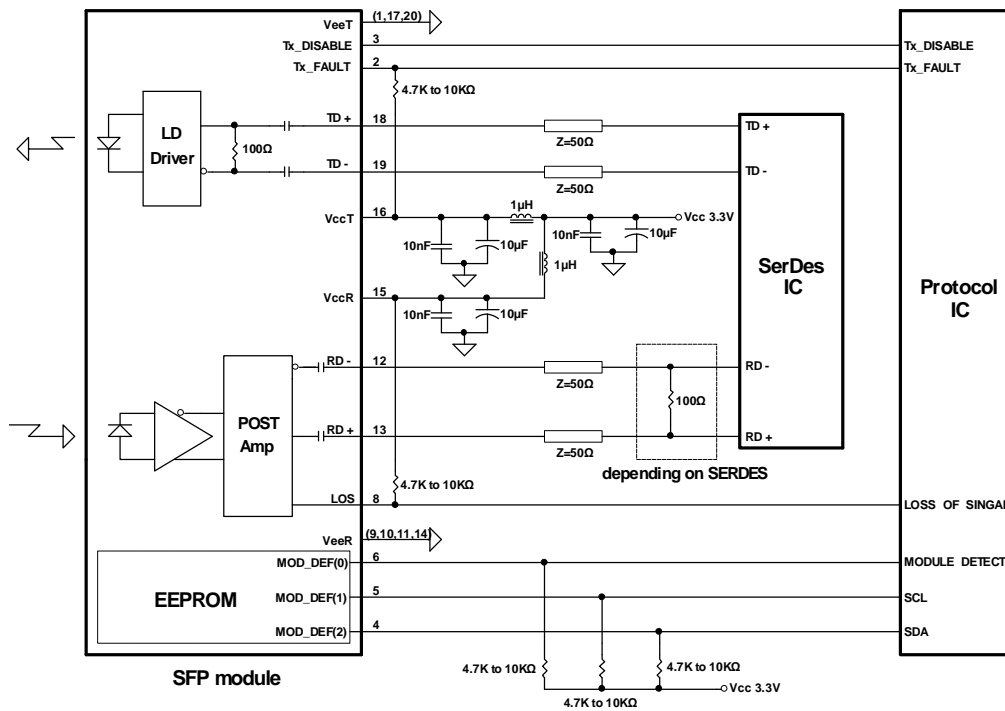 VeeT (1,17,20)
Tx_DISABLE 3 Tx_DISABLE
Tx_FAULT 2 Tx_FAULT
4.7K to 10KΩ
LD
Driver
100Ω
TD + 18 TD +
Z=50Ω
TD - 19 TD -
Z=50Ω
1µH
VccT 16 Vcc 3.3V
10nF 10µF 10nF 10µF
1µH
SerDes
IC
Protocol
IC
VccR 15
10nF 10µF
RD - 12 RD -
Z=50Ω
100Ω
POST
Amp
RD + 13 RD +
Z=50Ω
depending on SERDES
4.7K to 10KΩ
LOS 8 LOSS OF SINGAL
VeeR (9,10,11,14)
MOD_DEF(0) 6 MODULE DETECT
EEPROM
MOD_DEF(1) 5 SCL
MOD_DEF(2) 4 SDA
4.7K to 10KΩ 4.7K to 10KΩ
4.7K to 10KΩ
Vcc 3.3V
SFP module